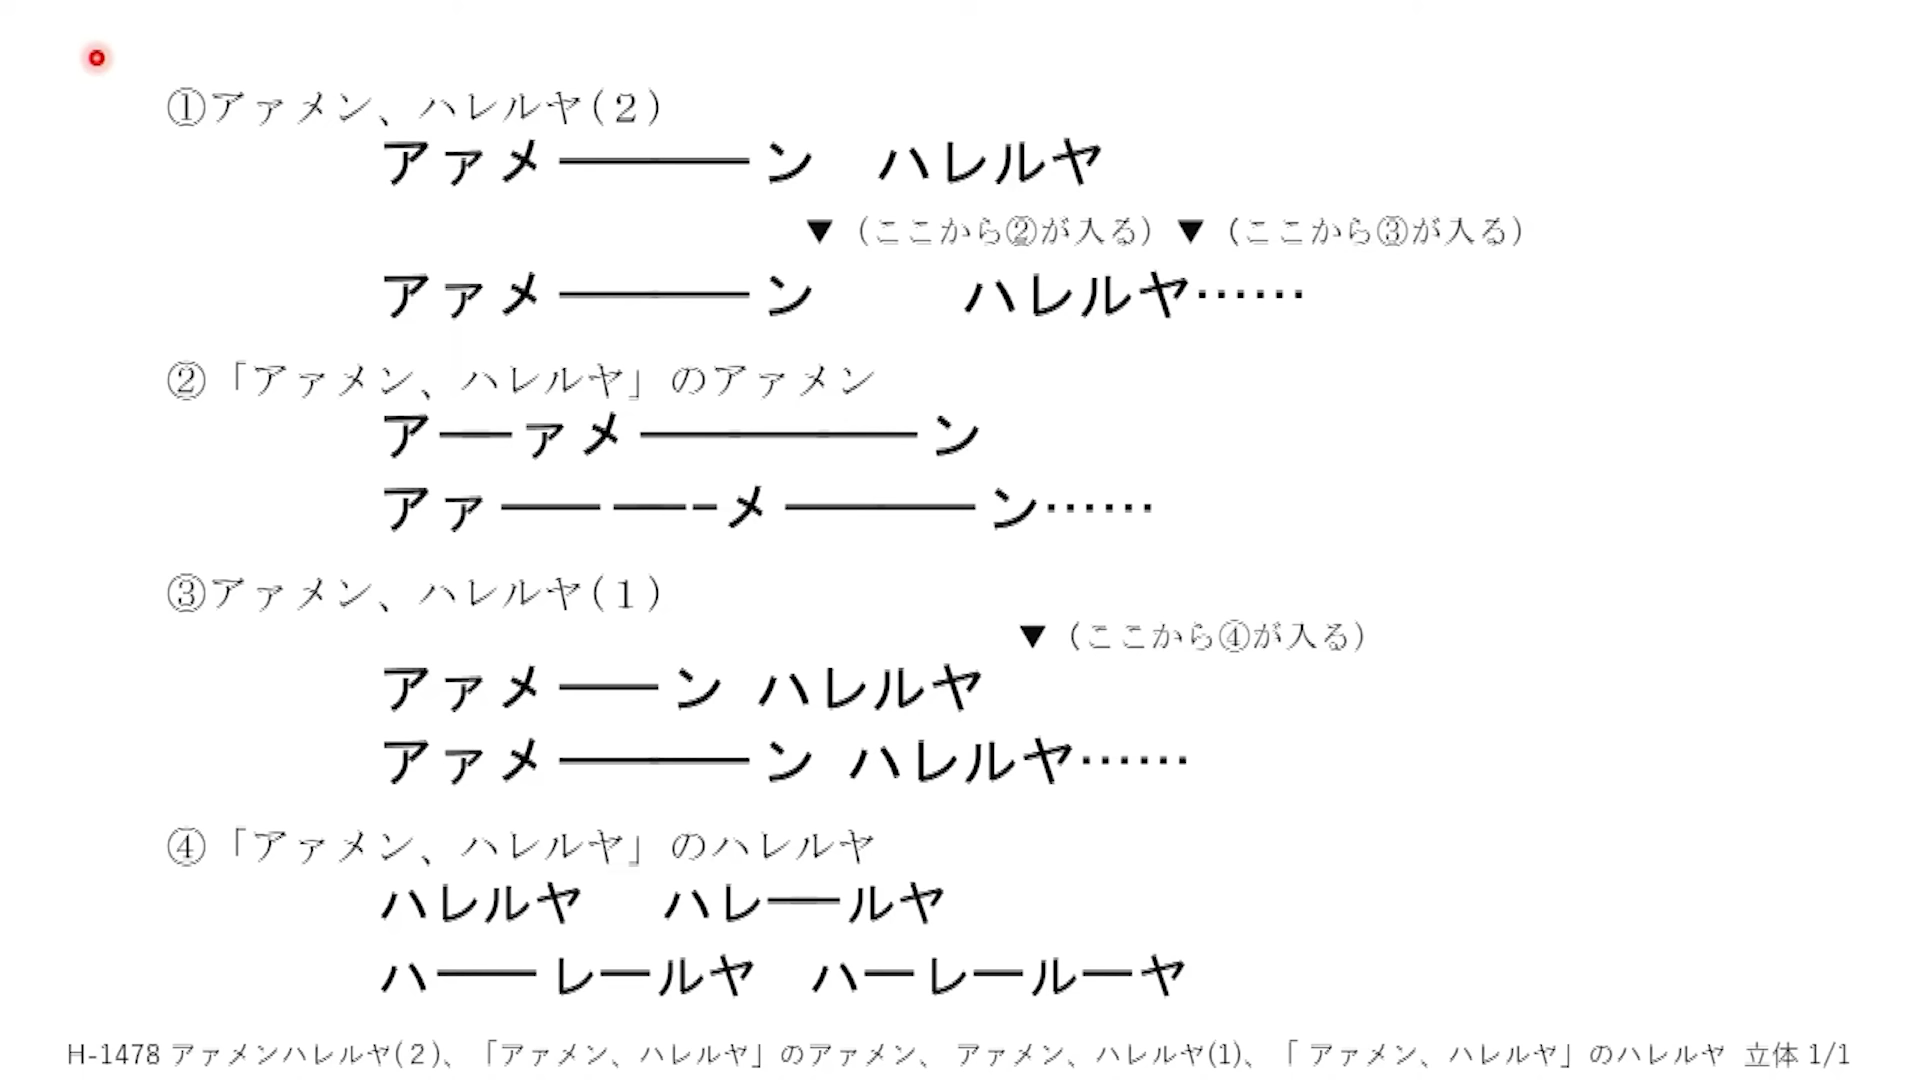 ①アァメン、ハレルヤ(２)
アァメ――――ン　ハレルヤ
▼（ここから②が入る）▼（ここから③が入る）
アァメ――――ン　　　ハレルヤ……
②「アァメン、ハレルヤ」のアァメン
ア――ァメ――――――ン
アァ―― ――-メ――――ン……
③アァメン、ハレルヤ(１)
▼（ここから④が入る）
アァメ――ン ハレルヤ
アァメ――――ン ハレルヤ……
④「アァメン、ハレルヤ」のハレルヤ
ハレルヤ　 ハレ――ルヤ
ハ――レ―ルヤ　ハ―レ―ル―ヤ
H-1478 アァメンハレルヤ(２)、「アァメン、ハレルヤ」のアァメン、 アァメン、ハレルヤ(1)、「 アァメン、ハレルヤ」のハレルヤ 立体 1/1